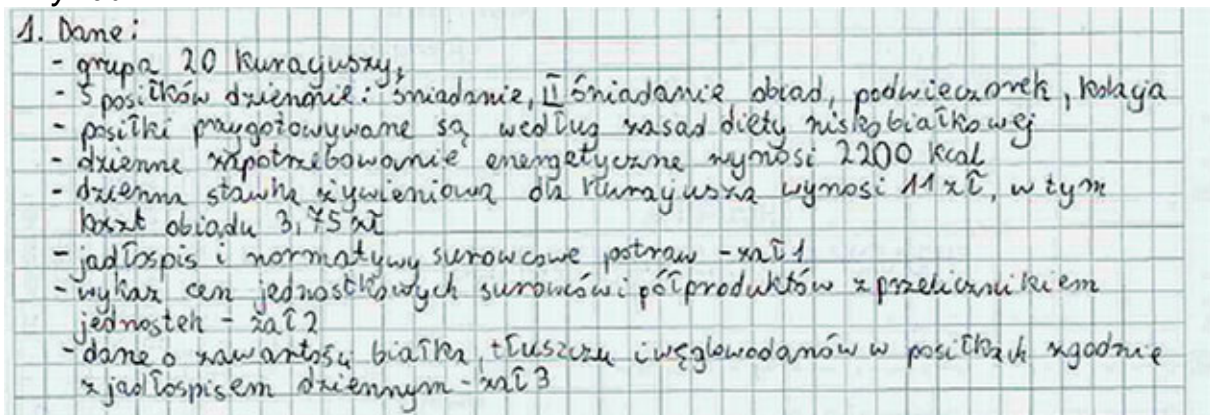 1. Dane:
- grupa 20 kuracjuszy,
- 5 posiłków dziennie: śniadanie, II śniadanie obiad, podwieczorek, kolacja
- posiłki przygotowywane są według zasad diety niskobiałkowej
- dzienne zapotrzebowanie energetyczne wynosi 2200 kcal
- dzienna stawka żywieniowa dla kuracjusza wynosi 11 zł, w tym
koszt obiadu 3,75 zł
- jadłospis i normatywy surowcowe potraw - zał 1
- wykaz cen jednostkowych surowców i półproduktów z przelicznikiem
jednostek - zał 2
- dane o zawartości białka, tłuszczu i węglowodanów w posiłkach zgodnie
z jadłospisem dziennym - zał 3